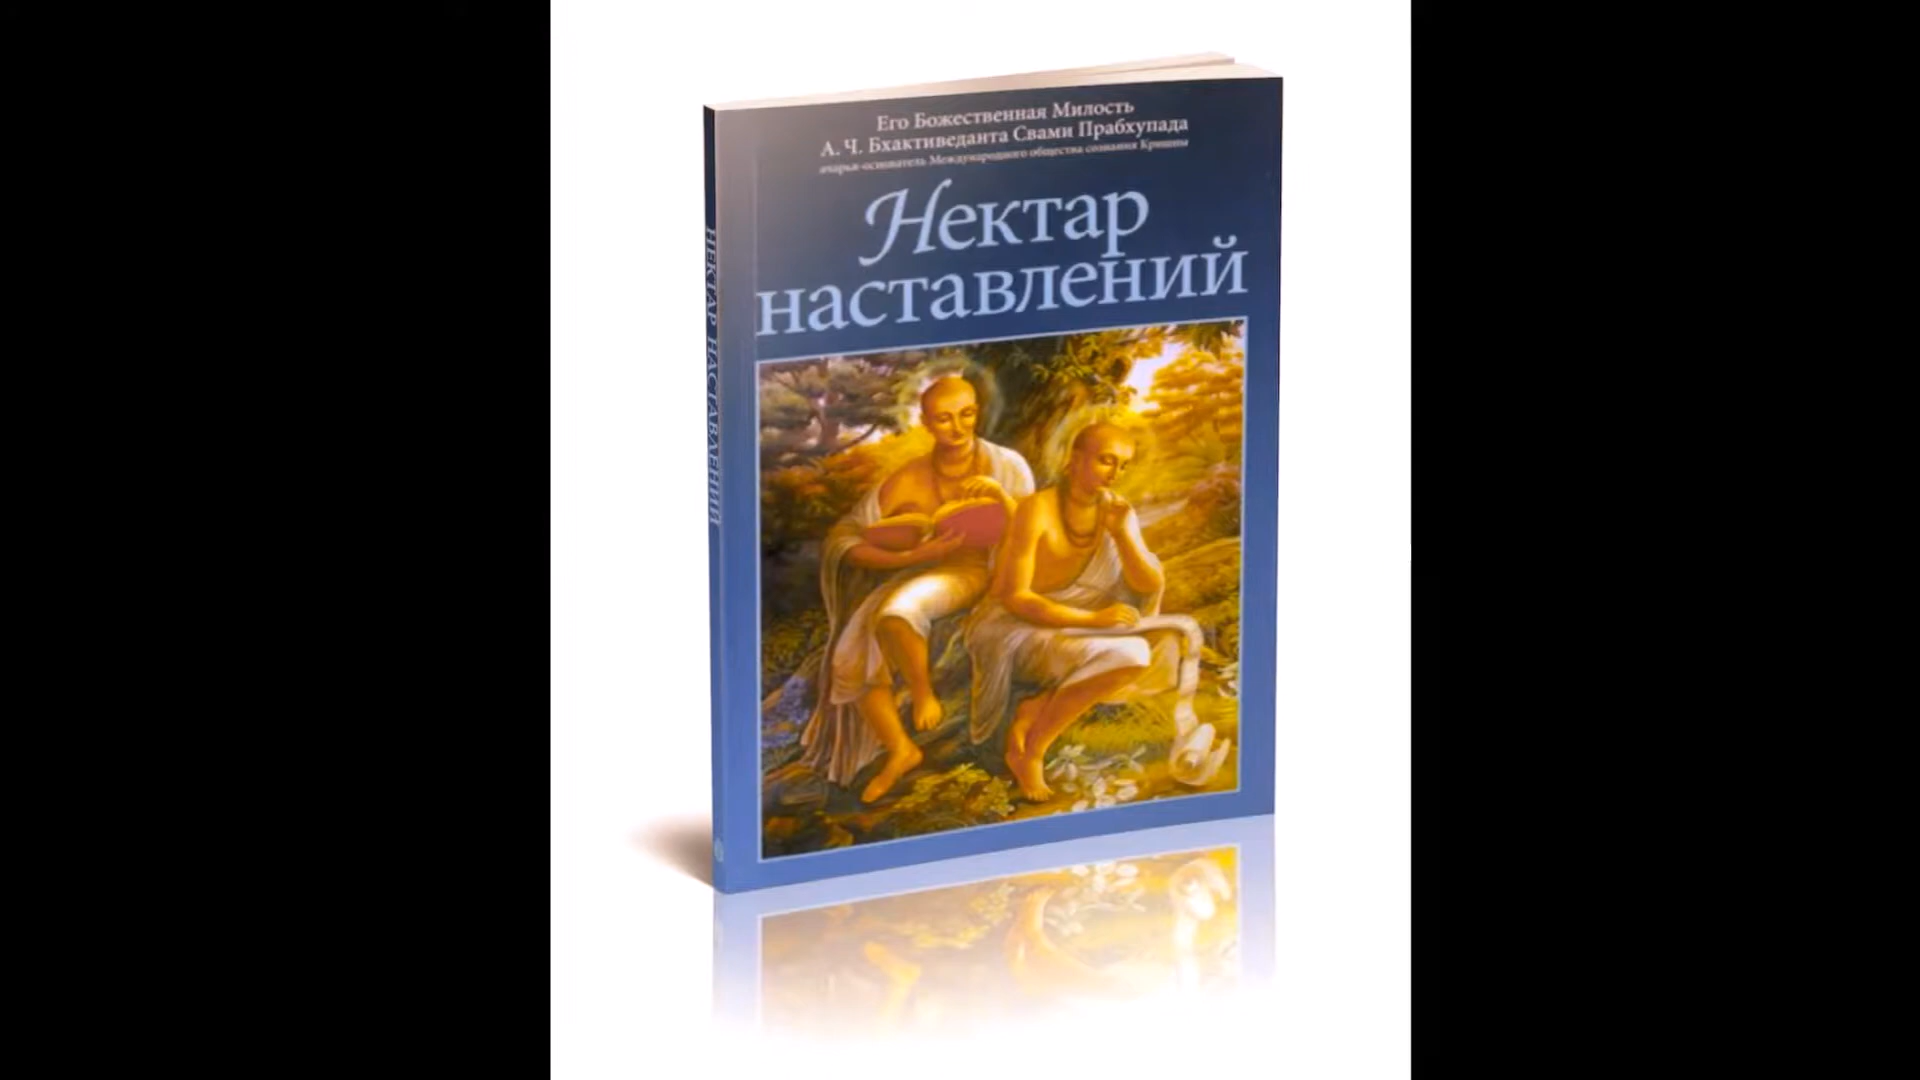 Его Божественная Милость
А. Ч. Бхактиведанта Свами Прабхупада
ачарья-основатель Международного общества сознания Кришны
Нектар
наставлений
НЕКТАР НАСТАВЛЕНИЙ